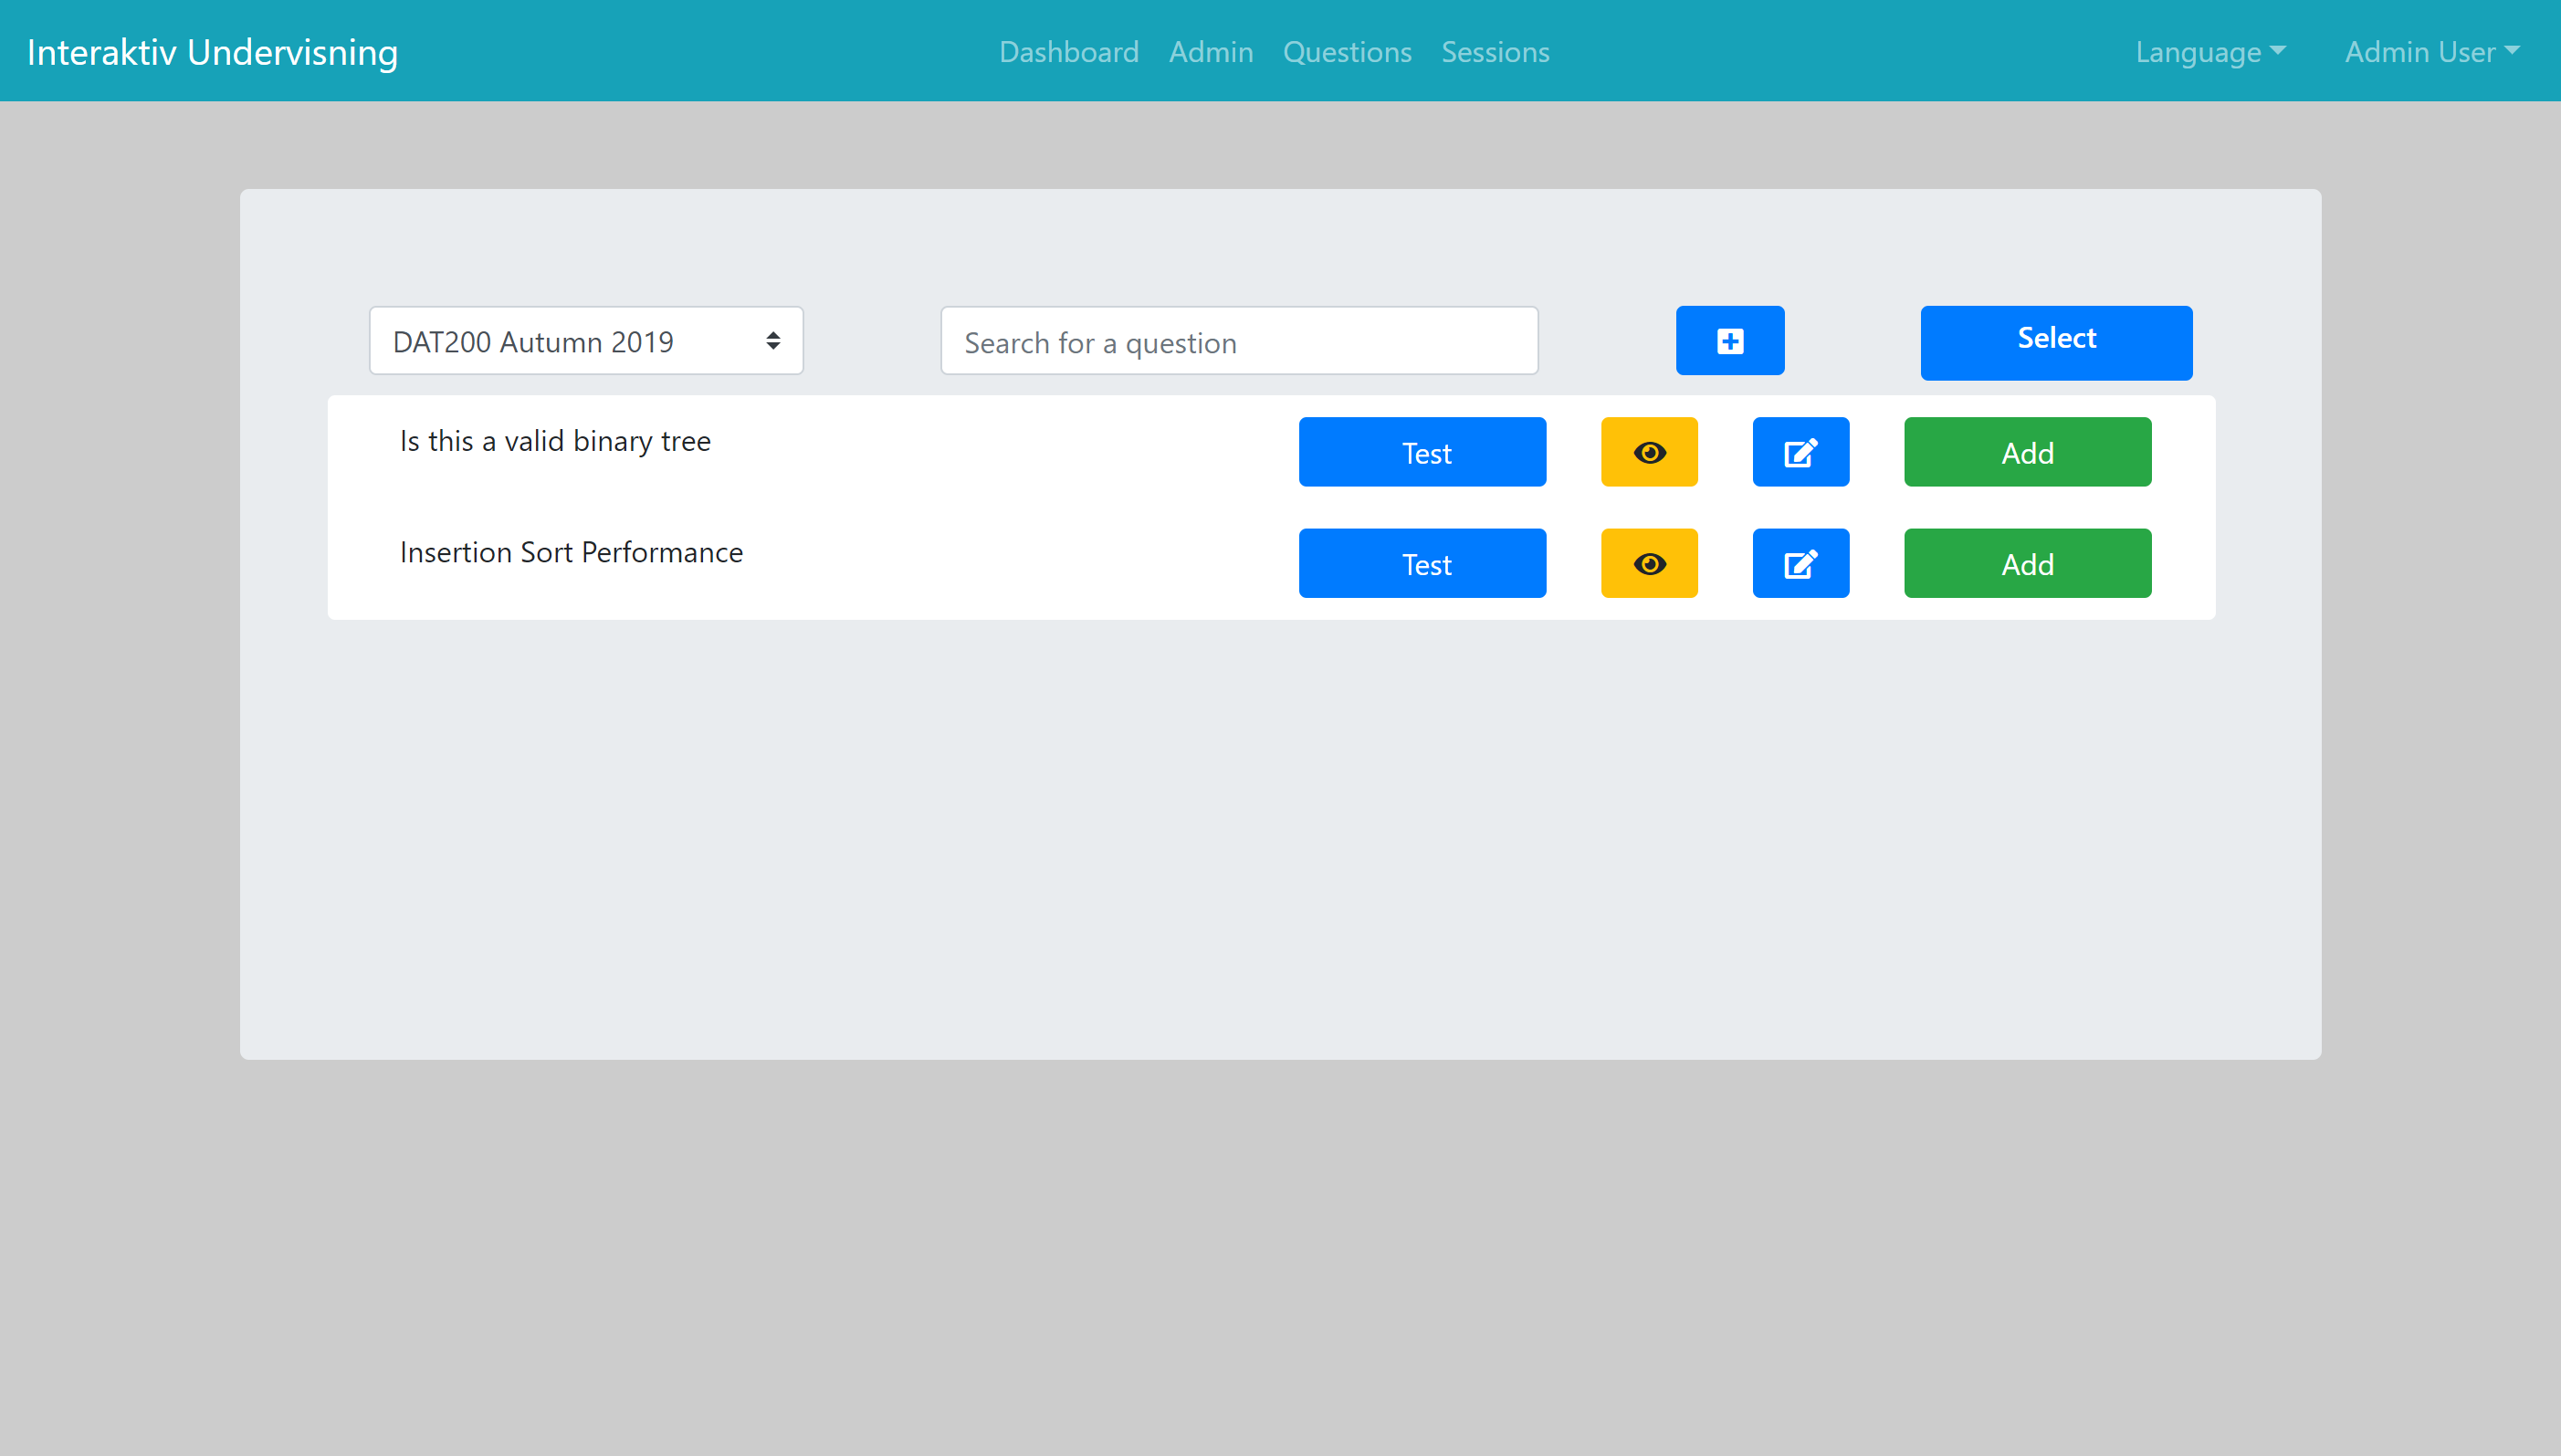 Interaktiv Undervisning Dashboard Admin Questions Sessions Language Admin User
DAT200 Autumn 2019 Search for a question Select
Is this a valid binary tree Test Add
Insertion Sort Performance Test Add